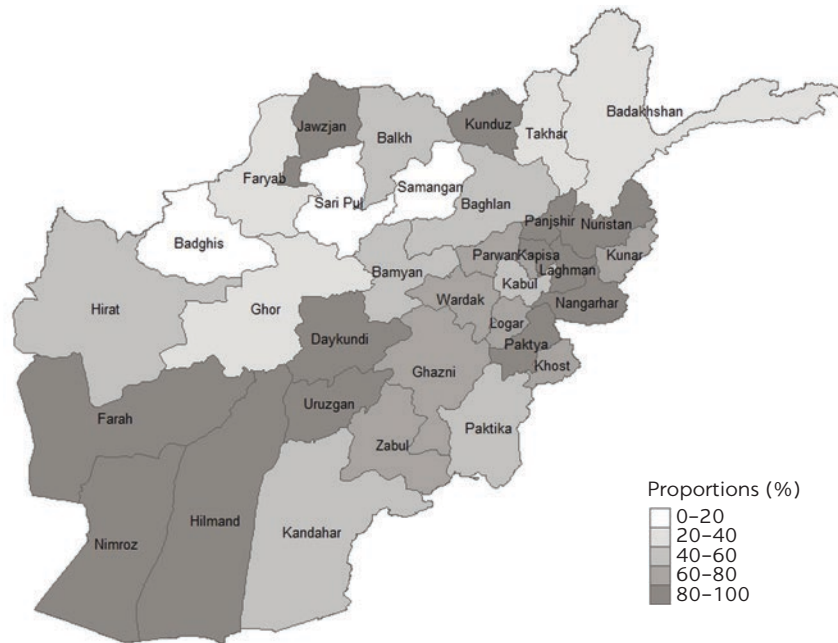 Badakhshan
Jawzjan
Kunduz
Takhar
Balkh
Faryab
Samangan
Sari Pul
Baghlan
Panjshir
Nuristan
Badghis
Parwan
Kapisa
Kunar
Bamyan
Laghman
Kabul
Hirat
Ghor
Wardak
Nangarhar
Logar
Daykundi
Paktya
Ghazni
Khost
Uruzgan
Farah
Paktika
Zabul
Kandahar
Hilmand
Nimroz
Proportions (%)
0–20
20–40
40–60
60–80
80–100